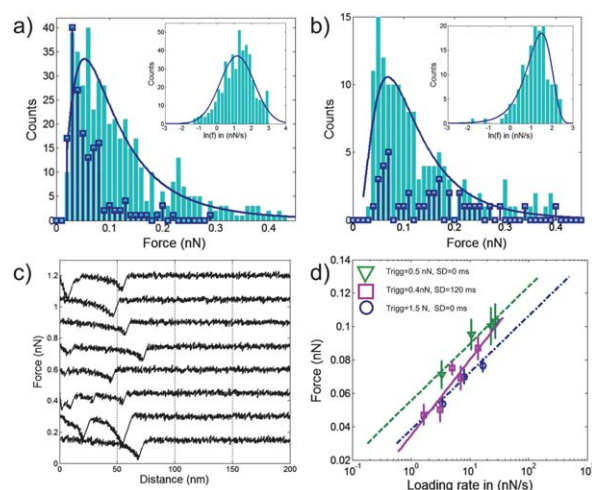 a)
Counts
40
35
30
25
20
15
10
5
0
0 0.1 0.2 0.3 0.4
Force (nN)
Counts
50
40
30
20
10
0
-3 -2 -1 0 1 2 3 4
ln(f) in (nN/s)
b)
Counts
15
10
5
0
0 0.1 0.2 0.3 0.4
Force (nN)
Counts
20
15
10
5
0
-3 -2 -1 0 1 2 3
ln(f) in (nN/s)
c)
Force (nN)
1.2
1
0.8
0.6
0.4
0.2
0
0 50 100 150 200
Distance (nm)
d)
Force (nN)
0.14
0.12
0.1
0.08
0.06
0.04
0.02
Trigg=0.5 nN, SD=0 ms
Trigg=0.4nN, SD=120 ms
Trigg=1.5 N, SD=0 ms
10⁻¹ 10⁰ 10¹ 10² 10³
Loading rate in (nN/s)